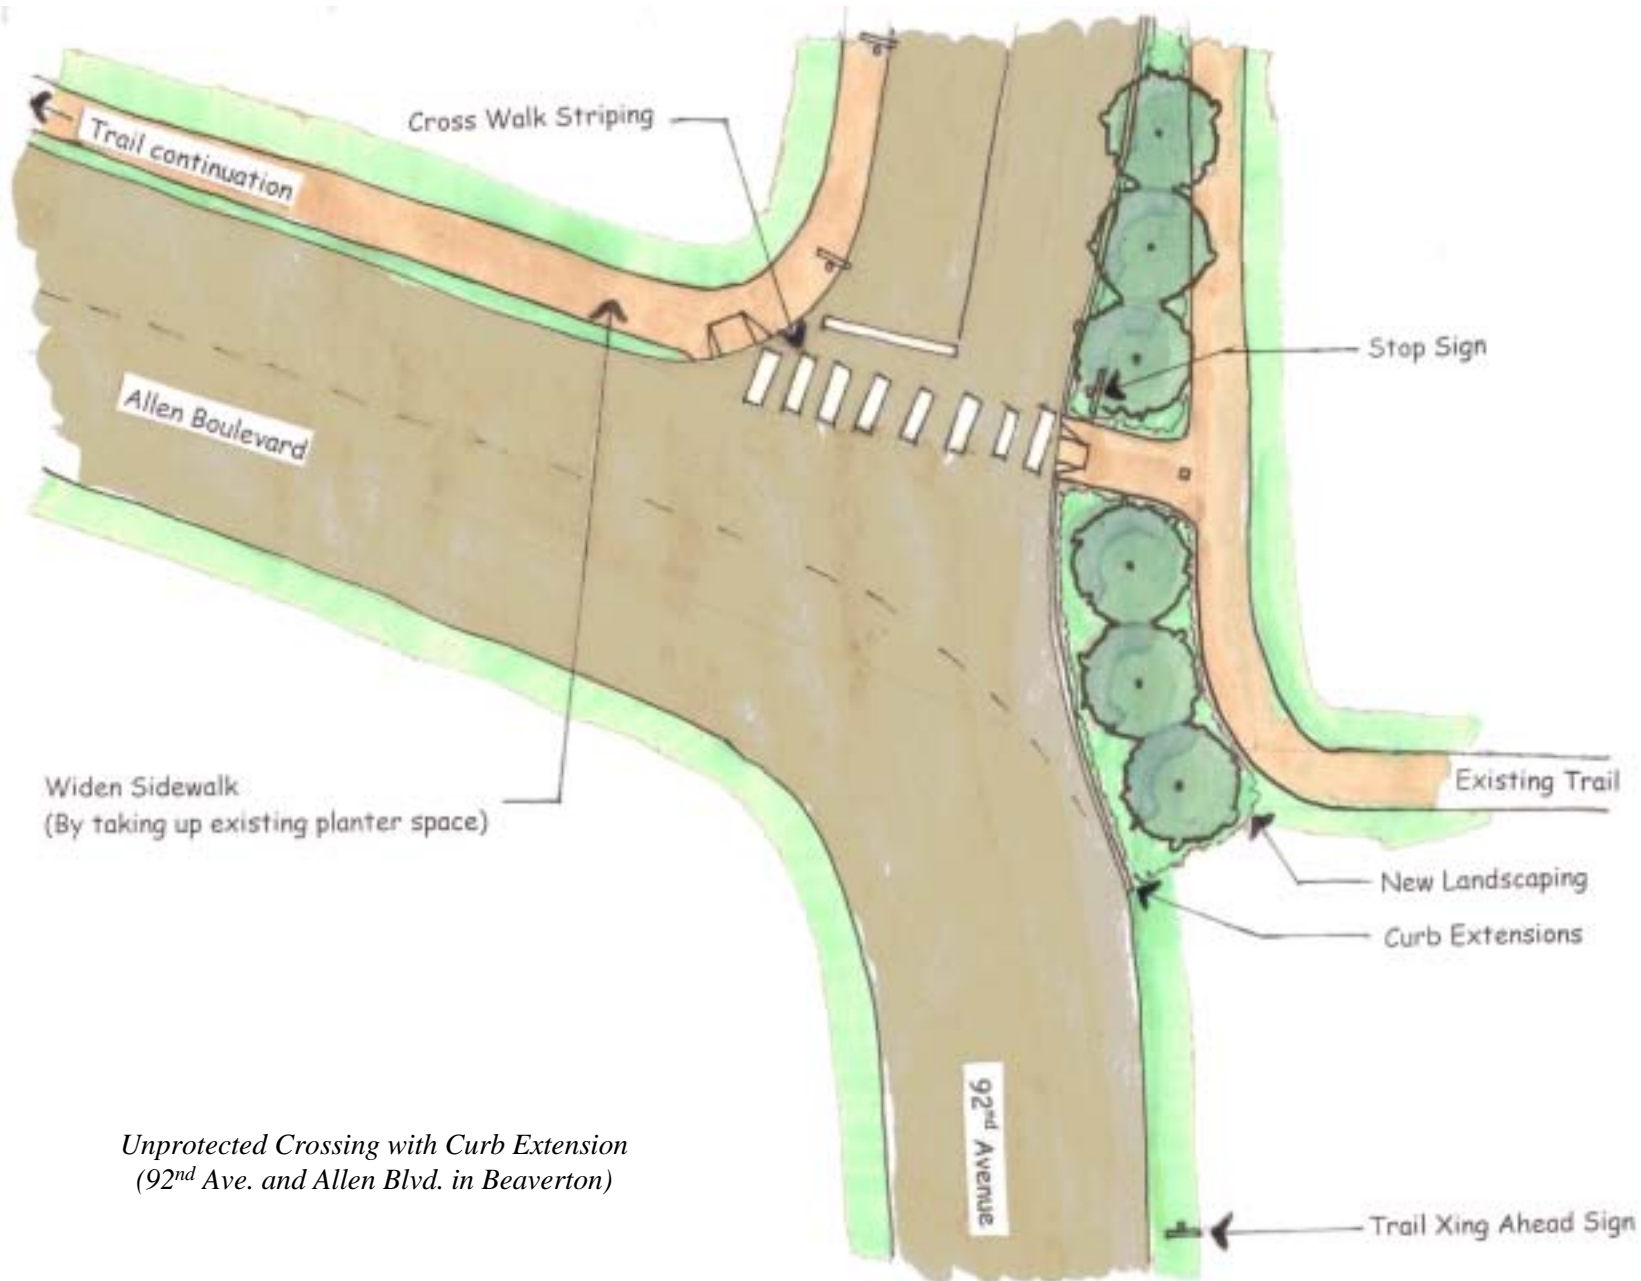 Cross Walk Striping
Trail continuation
Stop Sign
Allen Boulevard
Widen Sidewalk
(By taking up existing planter space)
Existing Trail
New Landscaping
Curb Extensions
92nd Avenue
Unprotected Crossing with Curb Extension
(92nd Ave. and Allen Blvd. in Beaverton)
Trail Xing Ahead Sign